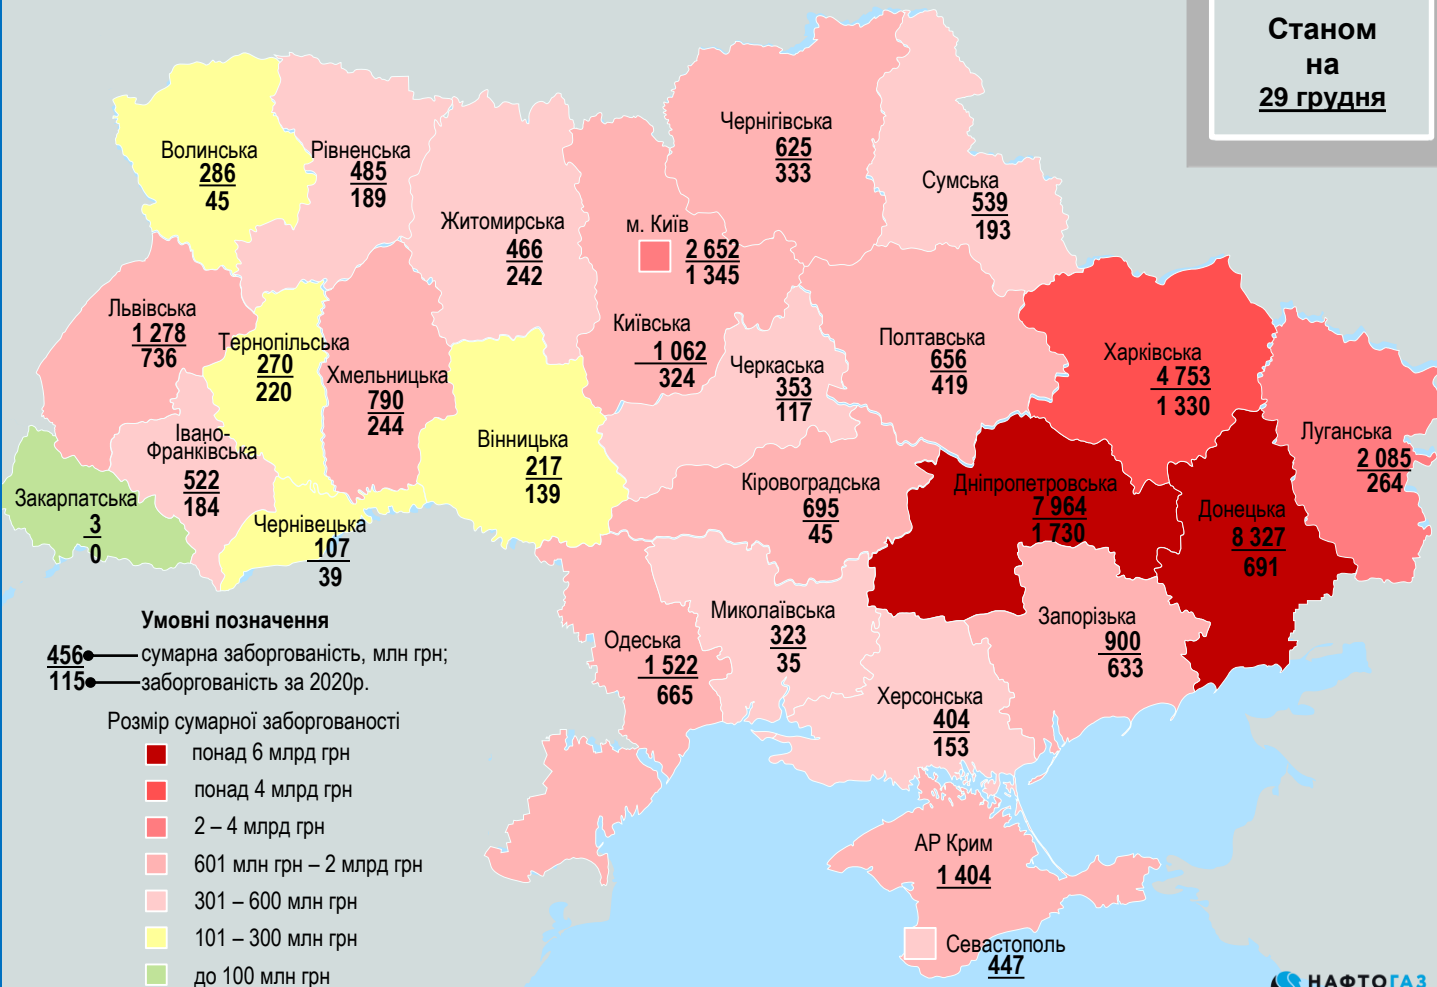 Станом
на
29 грудня
Волинська
286
45
Рівненська
485
189
Житомирська
466
242
м. Київ
2 652
1 345
Київська
1 062
324
Чернігівська
625
333
Сумська
539
193
Львівська
1 278
736
Тернопільська
270
220
Хмельницька
790
244
Івано-
Франківська
522
184
Закарпатська
3
0
Чернівецька
107
39
Вінницька
217
139
Черкаська
353
117
Полтавська
656
419
Харківська
4 753
1 330
Луганська
2 085
264
Кіровоградська
695
45
Дніпропетровська
7 964
1 730
Донецька
8 327
691
Одеська
1 522
665
Миколаївська
323
35
Запорізька
900
633
Херсонська
404
153
АР Крим
1 404
Севастополь
447
Умовні позначення
456 сумарна заборгованість, млн грн;
115 заборгованість за 2020р.
Розмір сумарної заборгованості
понад 6 млрд грн
понад 4 млрд грн
2 – 4 млрд грн
601 млн грн – 2 млрд грн
301 – 600 млн грн
101 – 300 млн грн
до 100 млн грн
НАФТОГАЗ